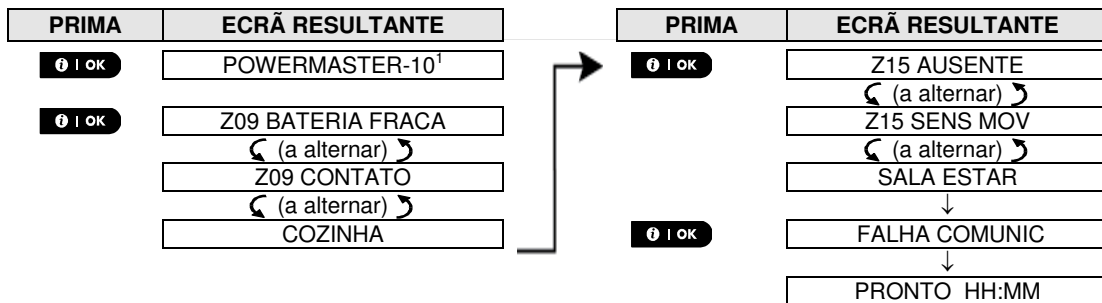 PRIMA ECRÃ RESULTANTE
i | OK POWERMASTER-10¹
i | OK Z09 BATERIA FRACA
(a alternar)
Z09 CONTATO
(a alternar)
COZINHA
PRIMA ECRÃ RESULTANTE
i | OK Z15 AUSENTE
(a alternar)
Z15 SENS MOV
(a alternar)
SALA ESTAR
↓
i | OK FALHA COMUNIC
↓
PRONTO HH:MM